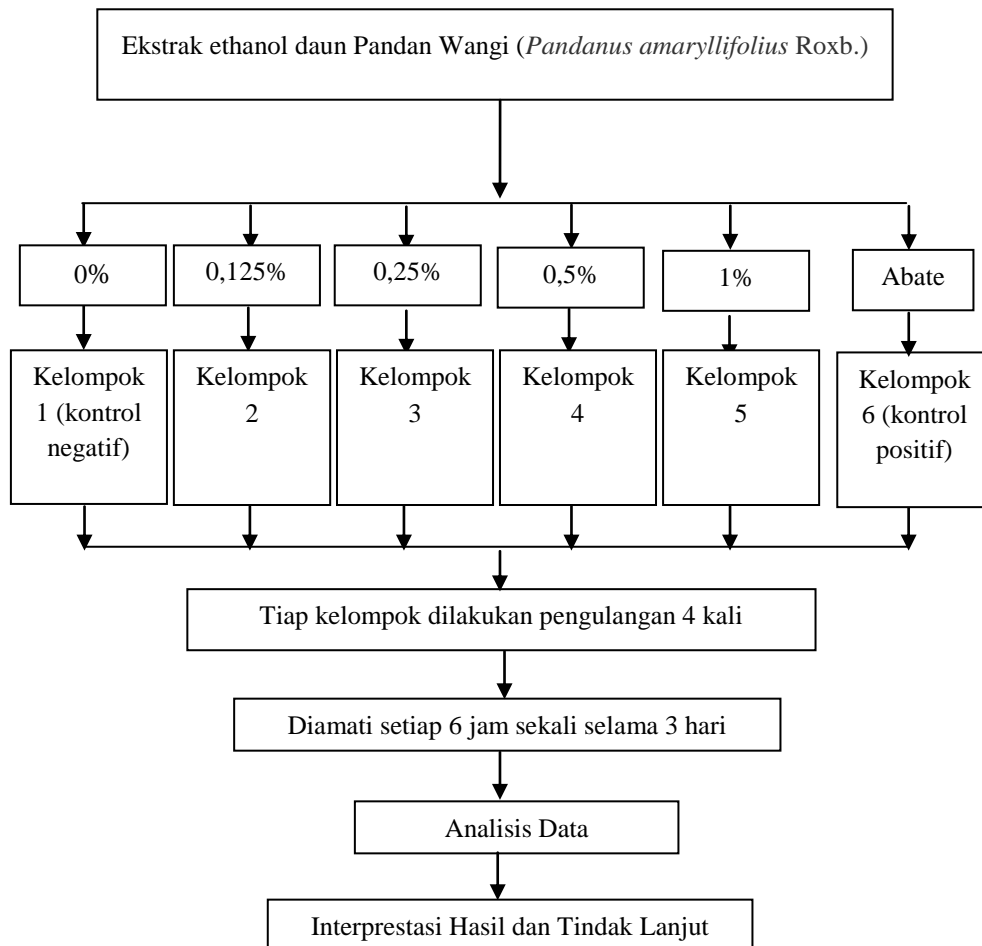 Ekstrak ethanol daun Pandan Wangi (Pandanus amaryllifolius Roxb.)
0%
0,125%
0,25%
0,5%
1%
Abate
Kelompok
1 (kontrol
negatif)
Kelompok
2
Kelompok
3
Kelompok
4
Kelompok
5
Kelompok
6 (kontrol
positif)
Tiap kelompok dilakukan pengulangan 4 kali
Diamati setiap 6 jam sekali selama 3 hari
Analisis Data
Interprestasi Hasil dan Tindak Lanjut